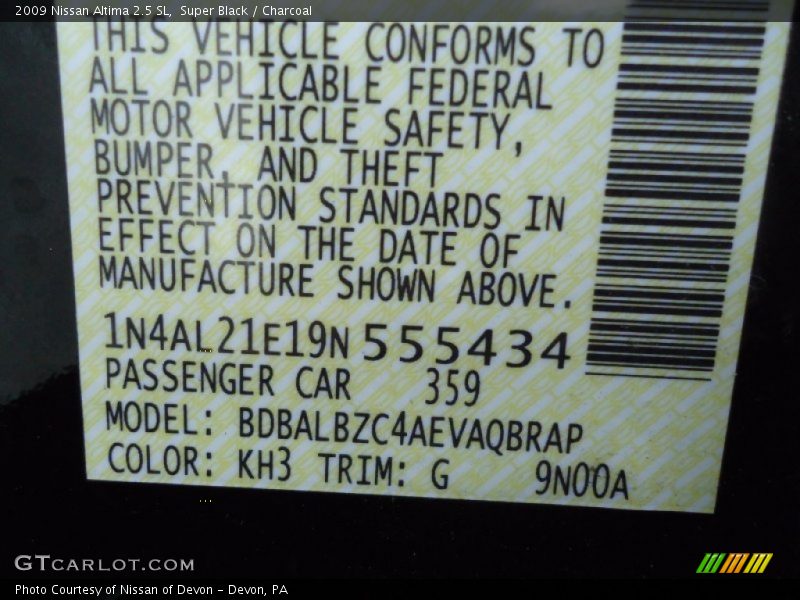 2009 Nissan Altima 2.5 SL,  Super Black / Charcoal
THIS VEHICLE CONFORMS TO
ALL APPLICABLE FEDERAL
MOTOR VEHICLE SAFETY,
BUMPER, AND THEFT
PREVENTION STANDARDS IN
EFFECT ON THE DATE OF
MANUFACTURE SHOWN ABOVE.
1N4AL21E19N555434
PASSENGER CAR 359
MODEL: BDBALBZC4AEVAQBRAP
COLOR: KH3 TRIM: G 9N00A
GTCARLOT.COM
Photo Courtesy of Nissan of Devon - Devon, PA